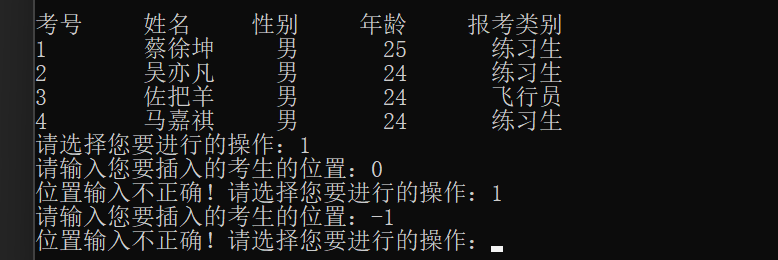 考号 姓名 性别 年龄 报考类别
1 蔡徐坤 男 25 练习生
2 吴亦凡 男 24 练习生
3 佐把羊 男 24 飞行员
4 马嘉祺 男 24 练习生
请选择您要进行的操作：1
请输入您要插入的考生的位置：0
位置输入不正确！请选择您要进行的操作：1
请输入您要插入的考生的位置：-1
位置输入不正确！请选择您要进行的操作：